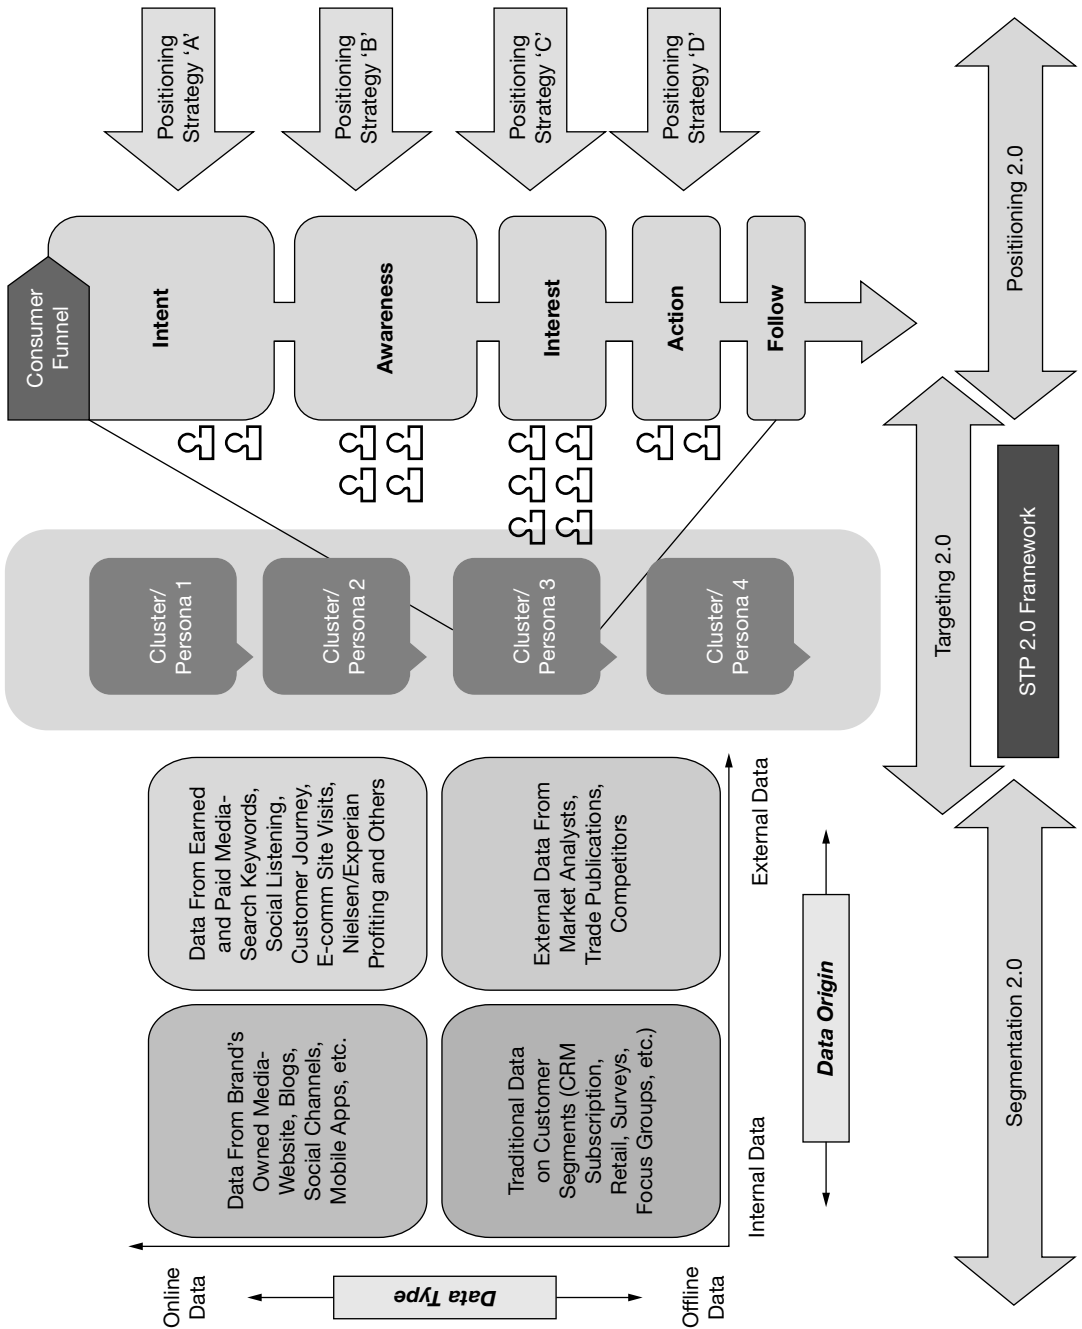 Online
Data
Data Type
Offline
Data
Data From Brand's
Owned Media-
Website, Blogs,
Social Channels,
Mobile Apps, etc.
Data From Earned
and Paid Media-
Search Keywords,
Social Listening,
Customer Journey,
E-comm Site Visits,
Nielsen/Experian
Profiting and Others
Traditional Data
on Customer
Segments (CRM
Subscription,
Retail, Surveys,
Focus Groups, etc.)
External Data From
Market Analysts,
Trade Publications,
Competitors
Internal Data
External Data
Data Origin
Cluster/
Persona 1
Cluster/
Persona 2
Cluster/
Persona 3
Cluster/
Persona 4
Consumer
Funnel
Intent
Awareness
Interest
Action
Follow
Positioning
Strategy ‘A’
Positioning
Strategy ‘B’
Positioning
Strategy ‘C’
Positioning
Strategy ‘D’
Segmentation 2.0
Targeting 2.0
Positiioning 2.0
STP 2.0 Framework